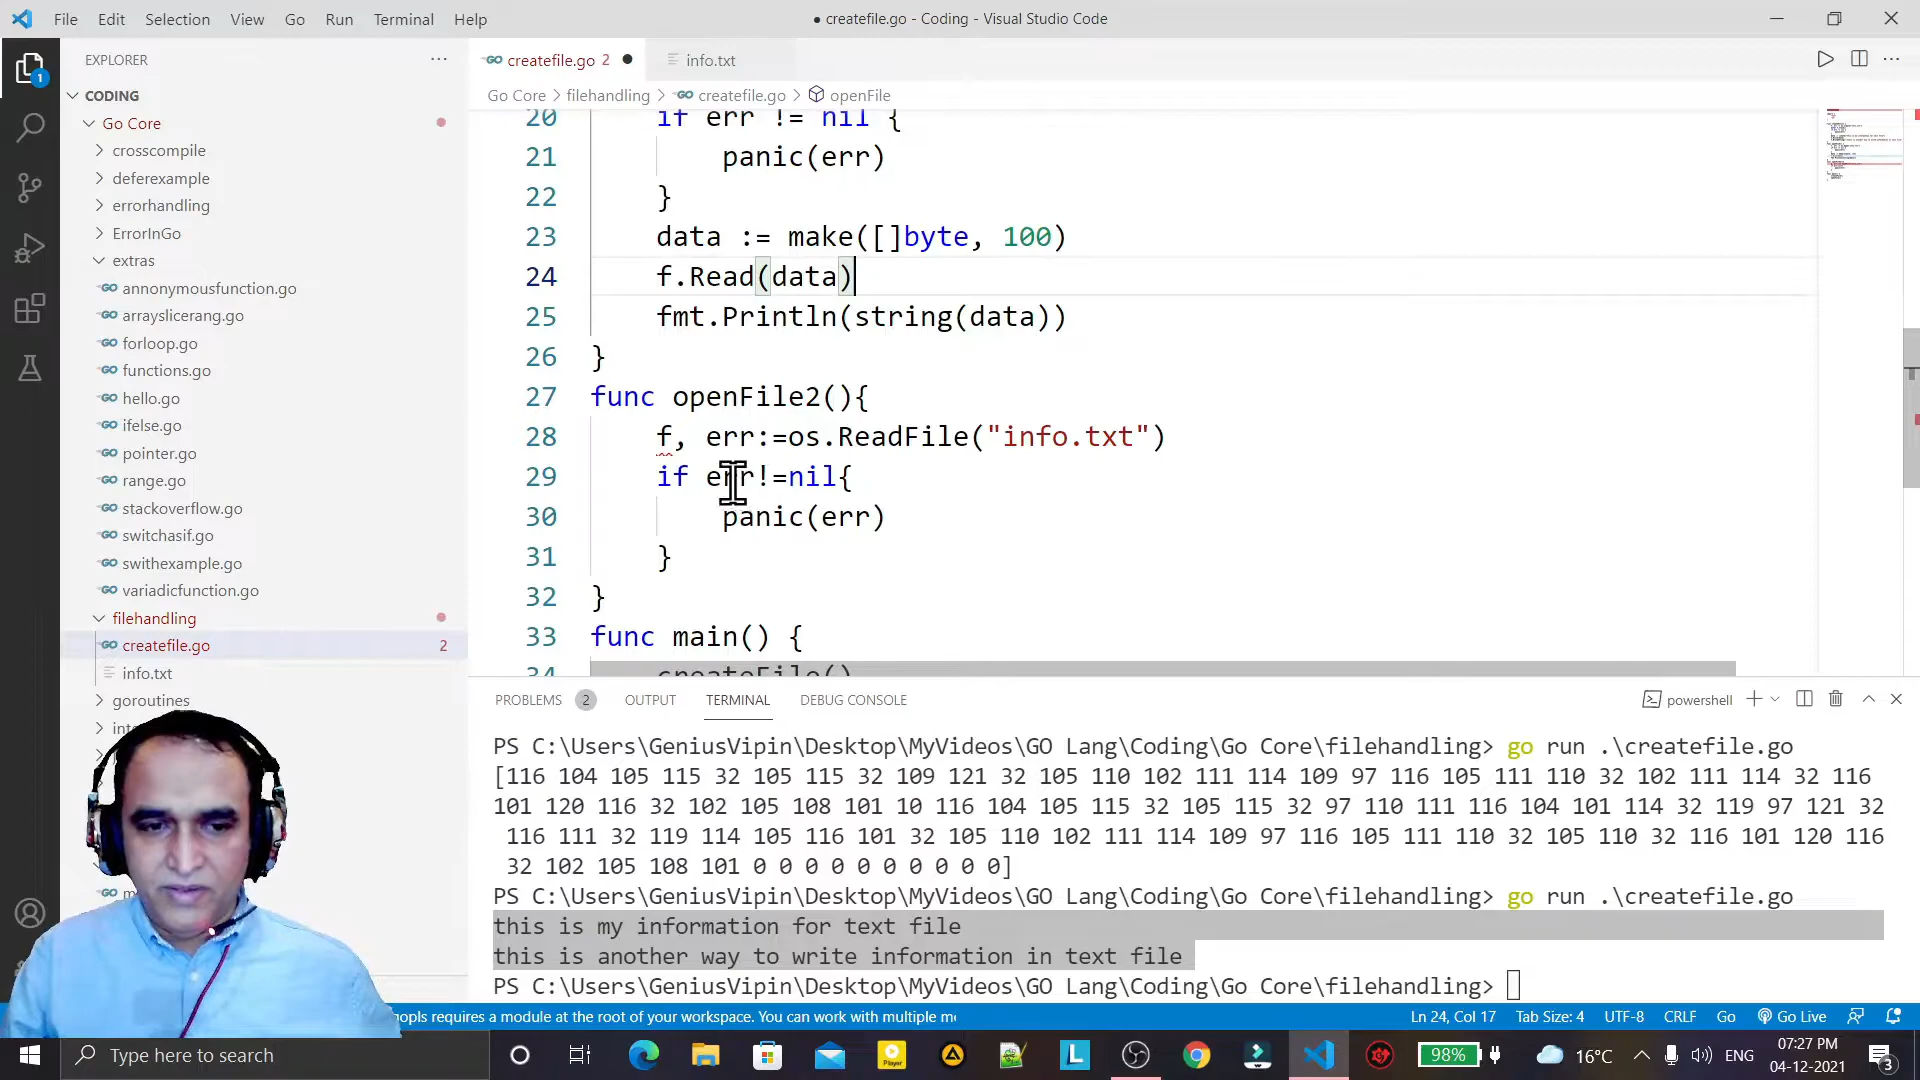 File Edit Selection View Go Run Terminal Help
● createfile.go - Coding - Visual Studio Code
EXPLORER
CODING
Go Core
crosscompile
deferexample
errorhandling
ErrorInGo
extras
annonymousfunction.go
arrayslicerang.go
forloop.go
functions.go
hello.go
ifelse.go
pointer.go
range.go
stackoverflow.go
switchasif.go
swithexample.go
variadicfunction.go
filehandling
createfile.go 2
info.txt
goroutines
createfile.go 2 ● info.txt
Go Core > filehandling > createfile.go > openFile
20 if err != nil {
21 panic(err)
22 }
23 data := make([]byte, 100)
24 f.Read(data)
25 fmt.Println(string(data))
26 }
27 func openFile2(){
28 f, err:=os.ReadFile("info.txt")
29 if err!=nil{
30 panic(err)
31 }
32 }
33 func main() {
34 createFile()
PROBLEMS 2 OUTPUT TERMINAL DEBUG CONSOLE
powershell
PS C:\Users\GeniusVipin\Desktop\MyVideos\GO Lang\Coding\Go Core\filehandling> go run .\createfile.go
[116 104 105 115 32 105 115 32 109 121 32 105 110 102 111 114 109 97 116 105 111 110 32 102 111 114 32 116
101 120 116 32 102 105 108 101 10 116 104 105 115 32 105 115 32 97 110 111 116 104 101 114 32 119 97 121 32
116 111 32 119 114 105 116 101 32 105 110 102 111 114 109 97 116 105 111 110 32 105 110 32 116 101 120 116
32 102 105 108 101 0 0 0 0 0 0 0 0 0 0]
PS C:\Users\GeniusVipin\Desktop\MyVideos\GO Lang\Coding\Go Core\filehandling> go run .\createfile.go
this is my information for text file
this is another way to write information in text file
PS C:\Users\GeniusVipin\Desktop\MyVideos\GO Lang\Coding\Go Core\filehandling>
gopls requires a module at the root of your workspace. You can work with multiple
Ln 24, Col 17 Tab Size: 4 UTF-8 CRLF Go Go Live
Type here to search
98% 16°C ENG
07:27 PM
04-12-2021
3